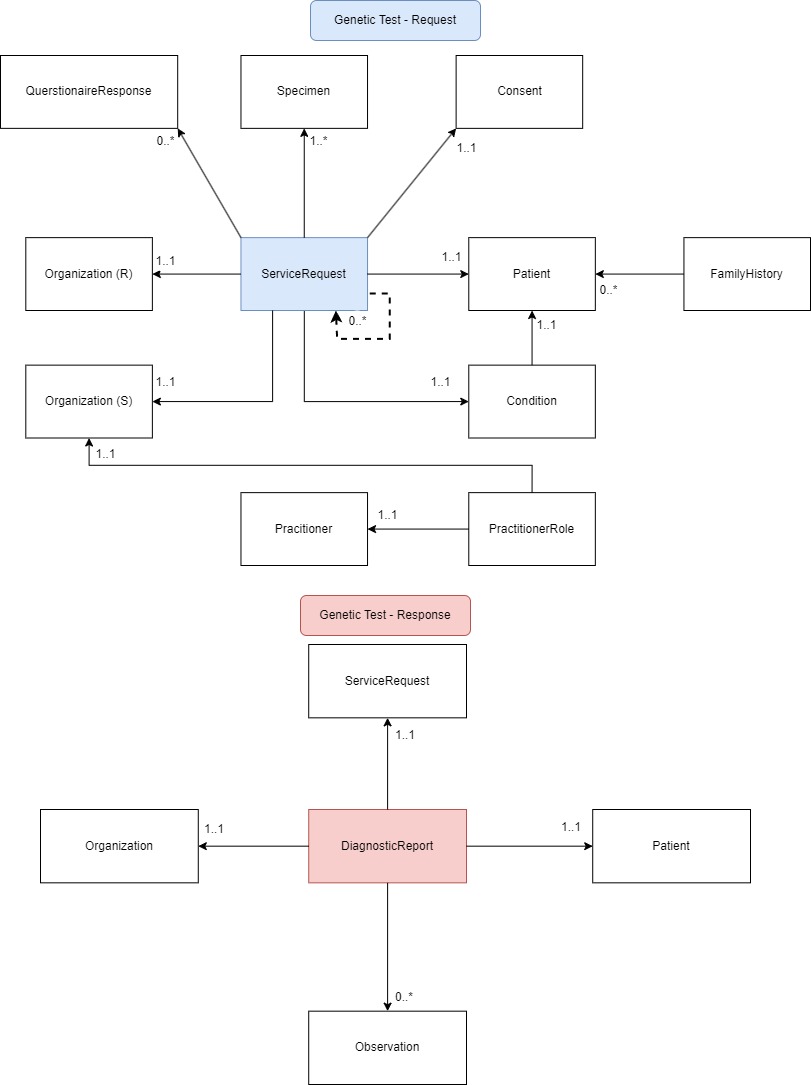 Genetic Test - Request
QuerstionaireResponse
Specimen
Consent
0..*
1..*
1..1
Organization (R)
1..1
ServiceRequest
1..1
Patient
0..*
FamilyHistory
0..*
1..1
Organization (S)
1..1
1..1
Condition
1..1
Pracitioner
1..1
PractitionerRole
Genetic Test - Response
ServiceRequest
1..1
Organization
1..1
DiagnosticReport
1..1
Patient
0..*
Observation